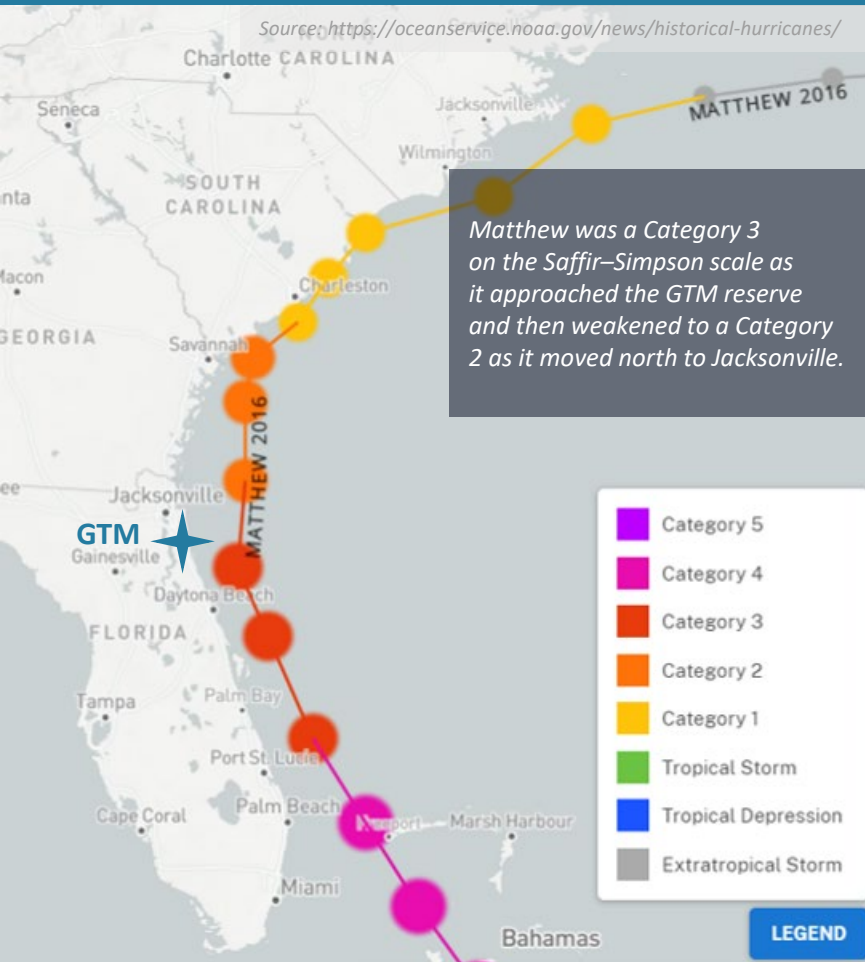 Source: https://oceanservice.noaa.gov/news/historical-hurricanes/
NORTH
Charlotte CAROLINA
Seneca
Jacksonville
MATTHEW 2016
Wilmington
SOUTH
CAROLINA
nta
Matthew was a Category 3
on the Saffir–Simpson scale as
it approached the GTM reserve
and then weakened to a Category
2 as it moved north to Jacksonville.
Macon
Charleston
GEORGIA
Savannah
MATTHEW 2016
ee
Jacksonville
GTM
Gainesville
Daytona Beach
FLORIDA
Tampa
Palm Bay
Port St. Lucie
Cape Coral
Palm Beach
Freeport
Marsh Harbour
Miami
Bahamas
Category 5
Category 4
Category 3
Category 2
Category 1
Tropical Storm
Tropical Depression
Extratropical Storm
LEGEND